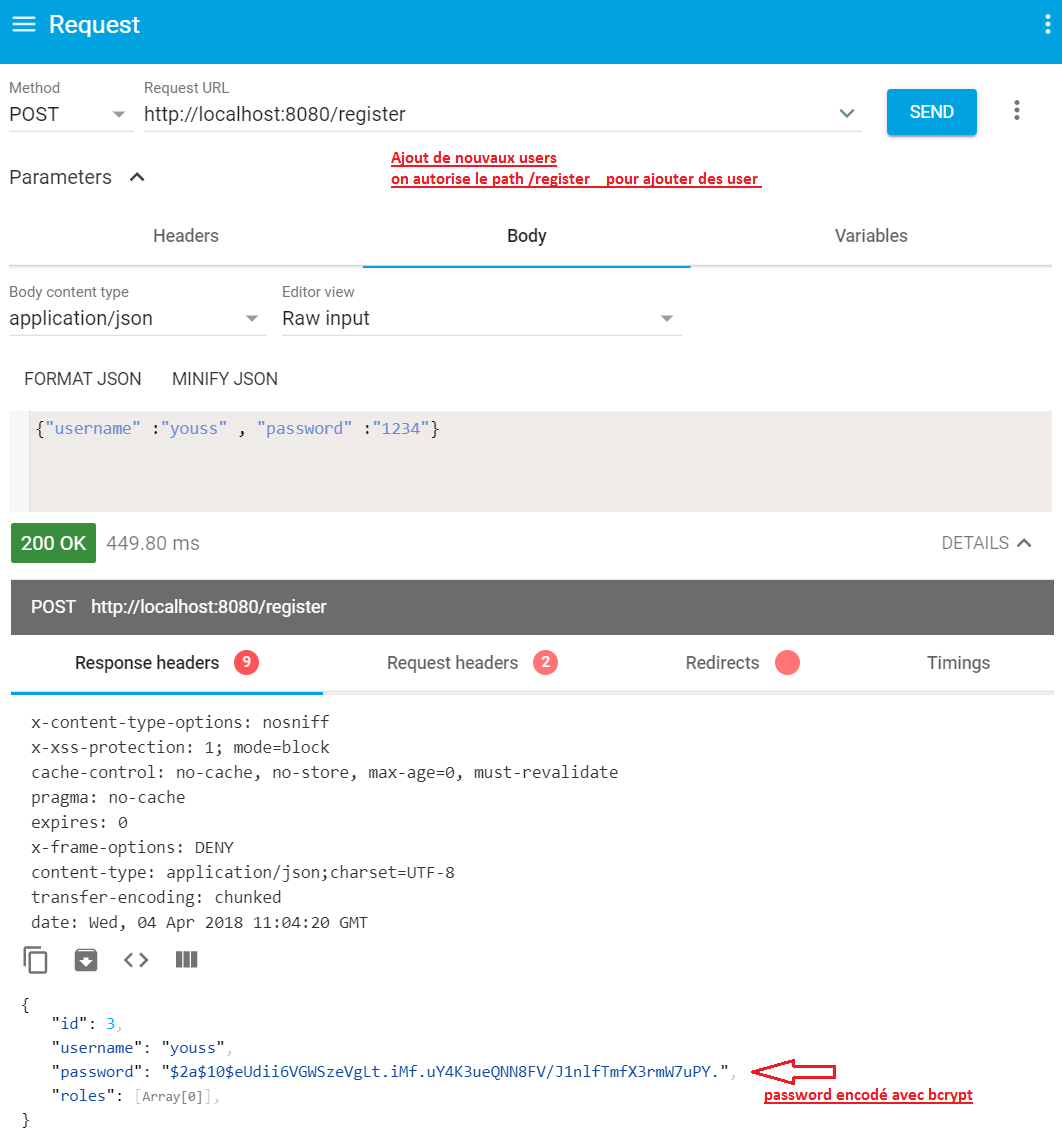 Request
Method
Request URL
POST
http://localhost:8080/register
SEND
Ajout de nouvaux users
on autorise le path /register pour ajouter des user
Parameters
Headers
Body
Variables
Body content type
Editor view
application/json
Raw input
FORMAT JSON
MINIFY JSON
{"username" :"youss" , "password" :"1234"}
200 OK
449.80 ms
DETAILS
POST http://localhost:8080/register
Response headers 9
Request headers 2
Redirects
Timings
x-content-type-options: nosniff
x-xss-protection: 1; mode=block
cache-control: no-cache, no-store, max-age=0, must-revalidate
pragma: no-cache
expires: 0
x-frame-options: DENY
content-type: application/json;charset=UTF-8
transfer-encoding: chunked
date: Wed, 04 Apr 2018 11:04:20 GMT
{
"id": 3,
"username": "youss",
"password": "$2a$10$eUdii6VGWSzeVgLt.iMf.uY4K3ueQNN8FV/J1nlfTmfX3rmW7uPY.",
password encodé avec bcrypt
"roles": [Array[0]],
}